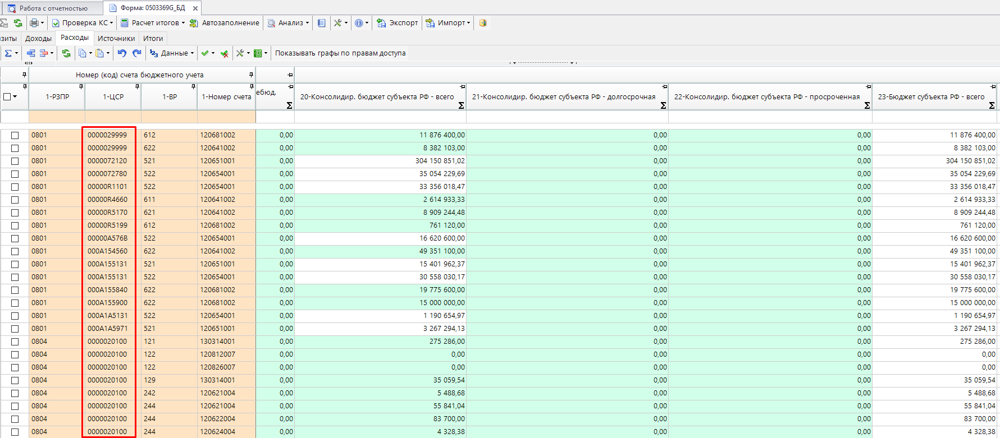 Работа с отчетностью Форма: 0503369G_БД
Проверка КС Расчет итогов Автозаполнение Анализ Экспорт Импорт
зиты Доходы Расходы Источники Итоги
Данные Показывать графы по правам доступа
Номер (код) счета бюджетного учета
1-РЗПР 1-ЦСР 1-ВР 1-Номер счета ебюд. 20-Консолидир. бюджет субъекта РФ - всего 21-Консолидир. бюджет субъекта РФ - долгосрочная 22-Консолидир. бюджет субъекта РФ - просроченная 23-Бюджет субъекта РФ - всего
0801 0000029999 612 120681002 0,00 11 876 400,00 0,00 0,00 11 876 400,00
0801 0000029999 622 120641002 0,00 8 382 103,00 0,00 0,00 8 382 103,00
0801 0000072120 521 120651001 0,00 304 150 851,02 0,00 0,00 304 150 851,02
0801 0000072780 522 120654001 0,00 35 054 229,69 0,00 0,00 35 054 229,69
0801 00000R1101 522 120654001 0,00 33 356 018,47 0,00 0,00 33 356 018,47
0801 00000R4660 611 120641002 0,00 2 614 933,33 0,00 0,00 2 614 933,33
0801 00000R5170 621 120641002 0,00 8 909 244,48 0,00 0,00 8 909 244,48
0801 00000R5199 612 120681002 0,00 761 120,00 0,00 0,00 761 120,00
0801 00000A576B 522 120654001 0,00 16 620 600,00 0,00 0,00 16 620 600,00
0801 000A154560 622 120641002 0,00 49 351 100,00 0,00 0,00 49 351 100,00
0801 000A155131 521 120651001 0,00 15 401 962,37 0,00 0,00 15 401 962,37
0801 000A155131 522 120654001 0,00 30 558 030,17 0,00 0,00 30 558 030,17
0801 000A155840 622 120681002 0,00 19 775 600,00 0,00 0,00 19 775 600,00
0801 000A155900 622 120681002 0,00 15 000 000,00 0,00 0,00 15 000 000,00
0801 000A1A5131 522 120654001 0,00 1 190 654,97 0,00 0,00 1 190 654,97
0801 000A1A5971 521 120651001 0,00 3 267 294,13 0,00 0,00 3 267 294,13
0804 0000020100 121 130314001 0,00 275 286,00 0,00 0,00 275 286,00
0804 0000020100 122 120812007 0,00 0,00 0,00 0,00 0,00
0804 0000020100 122 120826007 0,00 0,00 0,00 0,00 0,00
0804 0000020100 129 130314001 0,00 35 059,54 0,00 0,00 35 059,54
0804 0000020100 242 120621004 0,00 5 488,68 0,00 0,00 5 488,68
0804 0000020100 244 120621004 0,00 55 841,04 0,00 0,00 55 841,04
0804 0000020100 244 120622004 0,00 83 700,00 0,00 0,00 83 700,00
0804 0000020100 244 120624004 0,00 4 328,38 0,00 0,00 4 328,38